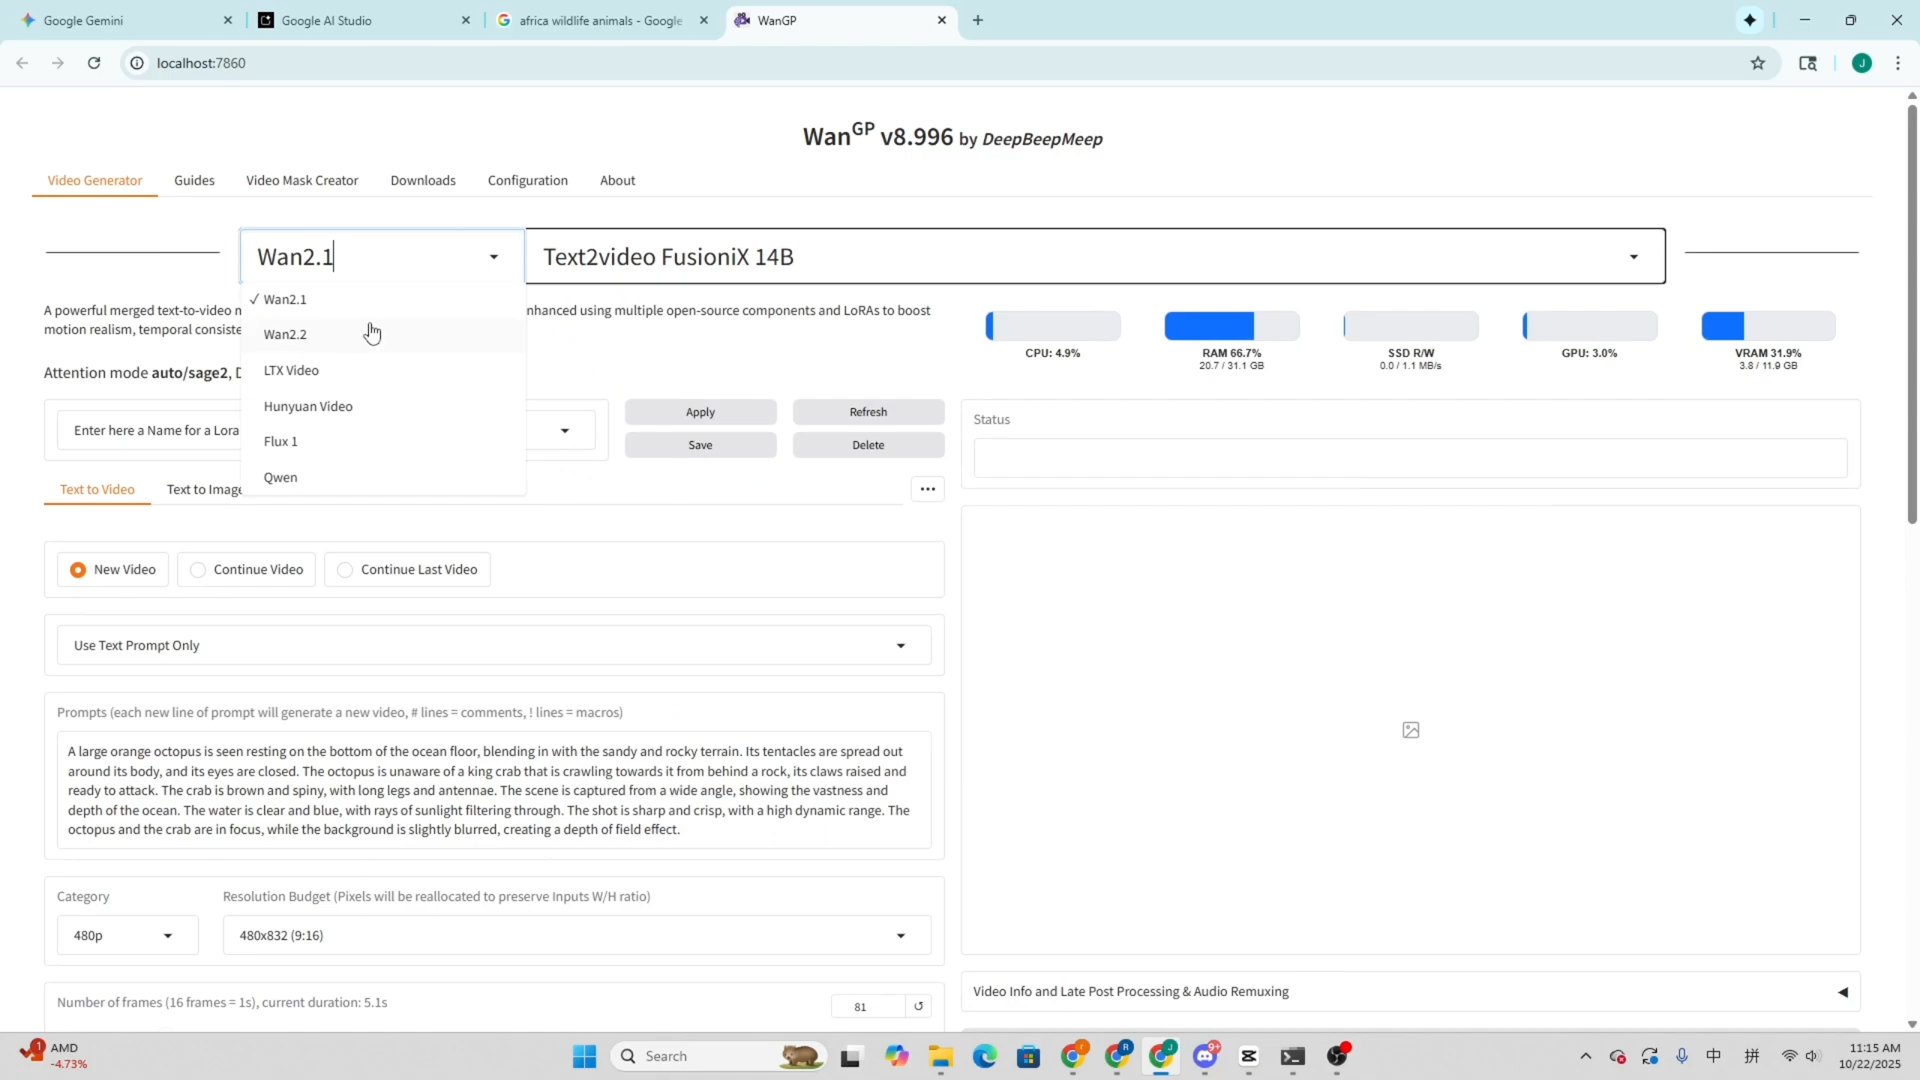 Google Gemini
Google AI Studio
africa wildlife animals - Google
WanGP
localhost:7860
J
WanGP v8.996 by DeepBeepMeep
Video Generator
Guides
Video Mask Creator
Downloads
Configuration
About
Wan2.1
Text2video FusioniX 14B
Wan2.1
Wan2.2
LTX Video
Hunyuan Video
Flux 1
Qwen
A powerful merged text-to-video m
nhanced using multiple open-source components and LoRAs to boost
motion realism, temporal consiste
CPU: 4.9%
RAM 66.7%
20.7 / 31.1 GB
SSD R/W
0.0 / 1.1 MB/s
GPU: 3.0%
VRAM 31.9%
3.8 / 11.9 GB
Attention mode auto/sage2, D
Enter here a Name for a Lora
Apply
Refresh
Save
Delete
Status
Text to Video
Text to Image
New Video
Continue Video
Continue Last Video
Use Text Prompt Only
Prompts (each new line of prompt will generate a new video, # lines = comments, ! lines = macros)
A large orange octopus is seen resting on the bottom of the ocean floor, blending in with the sandy and rocky terrain. Its tentacles are spread out
around its body, and its eyes are closed. The octopus is unaware of a king crab that is crawling towards it from behind a rock, its claws raised and
ready to attack. The crab is brown and spiny, with long legs and antennae. The scene is captured from a wide angle, showing the vastness and
depth of the ocean. The water is clear and blue, with rays of sunlight filtering through. The shot is sharp and crisp, with a high dynamic range. The
octopus and the crab are in focus, while the background is slightly blurred, creating a depth of field effect.
Category
Resolution Budget (Pixels will be reallocated to preserve Inputs W/H ratio)
480p
480x832 (9:16)
Number of frames (16 frames = 1s), current duration: 5.1s
81
Video Info and Late Post Processing & Audio Remuxing
1
AMD
-4.73%
Search
r
R
J
9+
中
拼
11:15 AM
10/22/2025